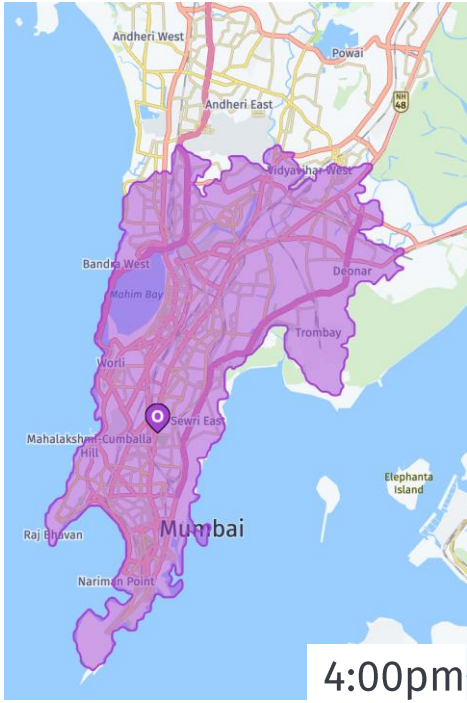 Andheri West
Powai
NH
48
Andheri East
Vidyavihar West
Bandra West
Deonar
Mahim Bay
Trombay
Worli
O
Sewri East
Mahalakshmi-Cumballa
Hill
Elephanta
Island
Raj Bhavan
Mumbai
Nariman Point
4:00pm